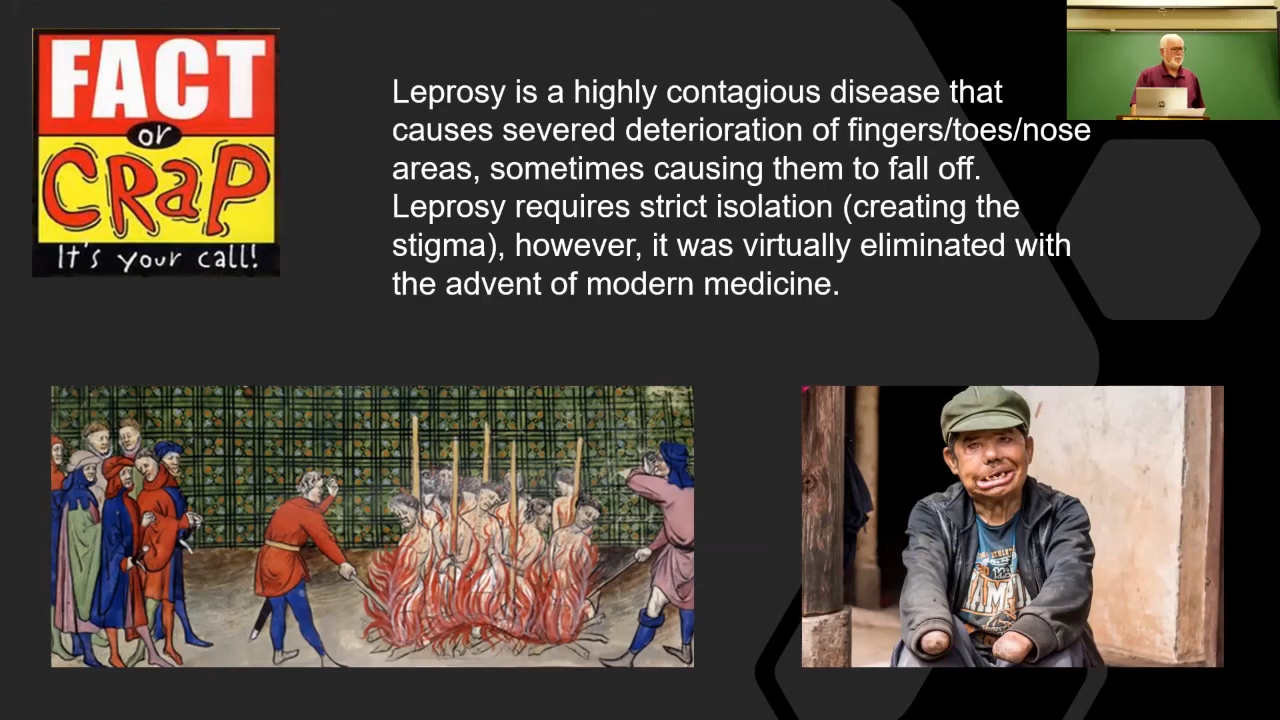 FACT
or
CRaP
It's your call!
Leprosy is a highly contagious disease that
causes severed deterioration of fingers/toes/nose
areas, sometimes causing them to fall off.
Leprosy requires strict isolation (creating the
stigma), however, it was virtually eliminated with
the advent of modern medicine.